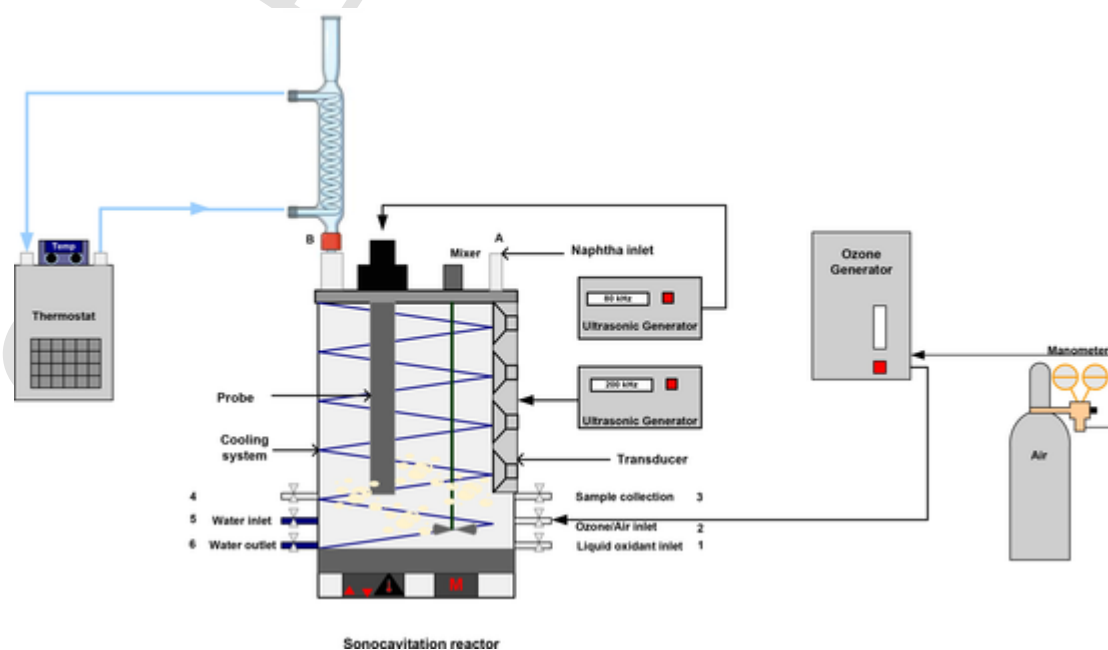 B
A
Mixer
Naphtha inlet
Temp
Thermostat
80 kHz
Ultrasonic Generator
Ozone
Generator
Manometer
200 kHz
Ultrasonic Generator
Probe
Cooling
system
Transducer
Air
4
Sample collection 3
5 Water inlet
Ozone/Air inlet 2
6 Water outlet
Liquid oxidant inlet 1
M
Sonocavitation reactor